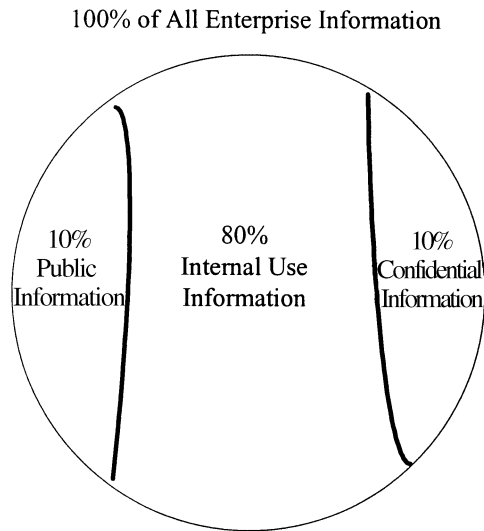 100% of All Enterprise Information
10%
Public
Information
80%
Internal Use
Information
10%
Confidential
Information